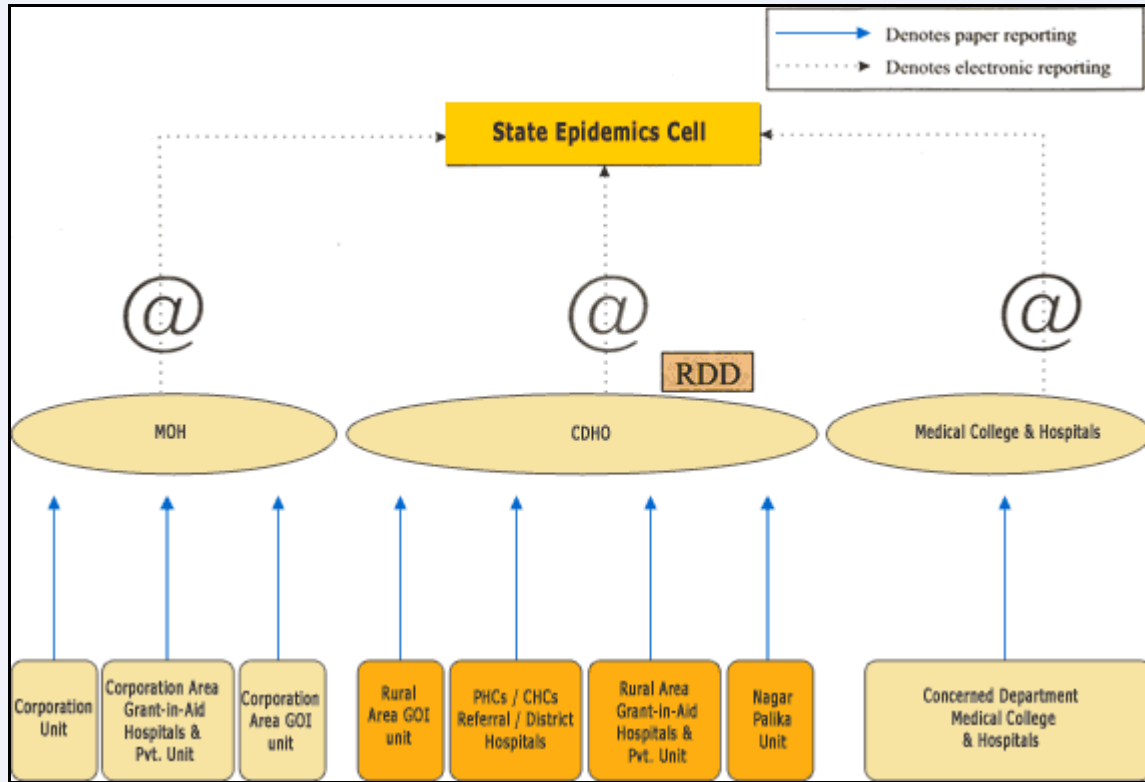 Denotes paper reporting
Denotes electronic reporting
State Epidemics Cell
@
@
@
RDD
MOH
CDHO
Medical College & Hospitals
Corporation
Unit
Corporation Area
Grant-in-Aid
Hospitals &
Pvt. Unit
Corporation
Area GOI
unit
Rural
Area GOI
unit
PHCs / CHCs
Referral / District
Hospitals
Rural Area
Grant-in-Aid
Hospitals &
Pvt. Unit
Nagar
Palika
Unit
Concerned Department
Medical College
& Hospitals